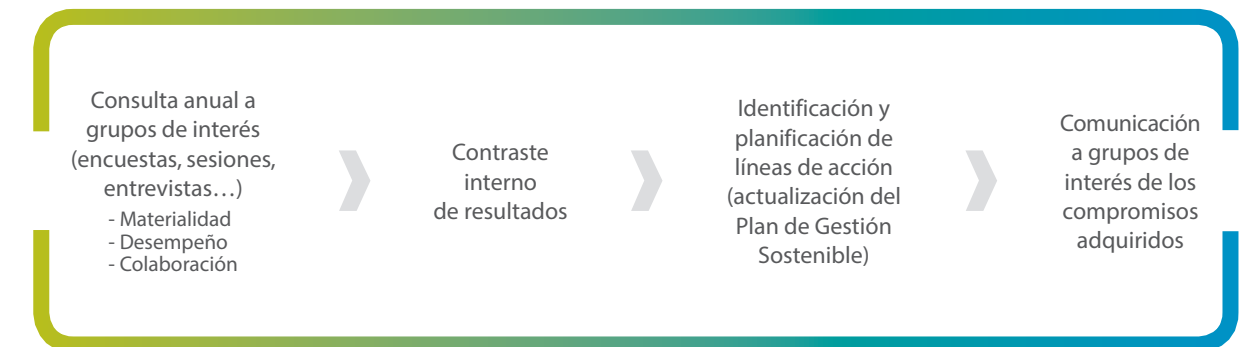 Consulta anual a
grupos de interés
(encuestas, sesiones,
entrevistas…)
- Materialidad
- Desempeño
- Colaboración
Contraste
interno
de resultados
Identificación y
planificación de
líneas de acción
(actualización del
Plan de Gestión
Sostenible)
Comunicación
a grupos de
interés de los
compromisos
adquiridos